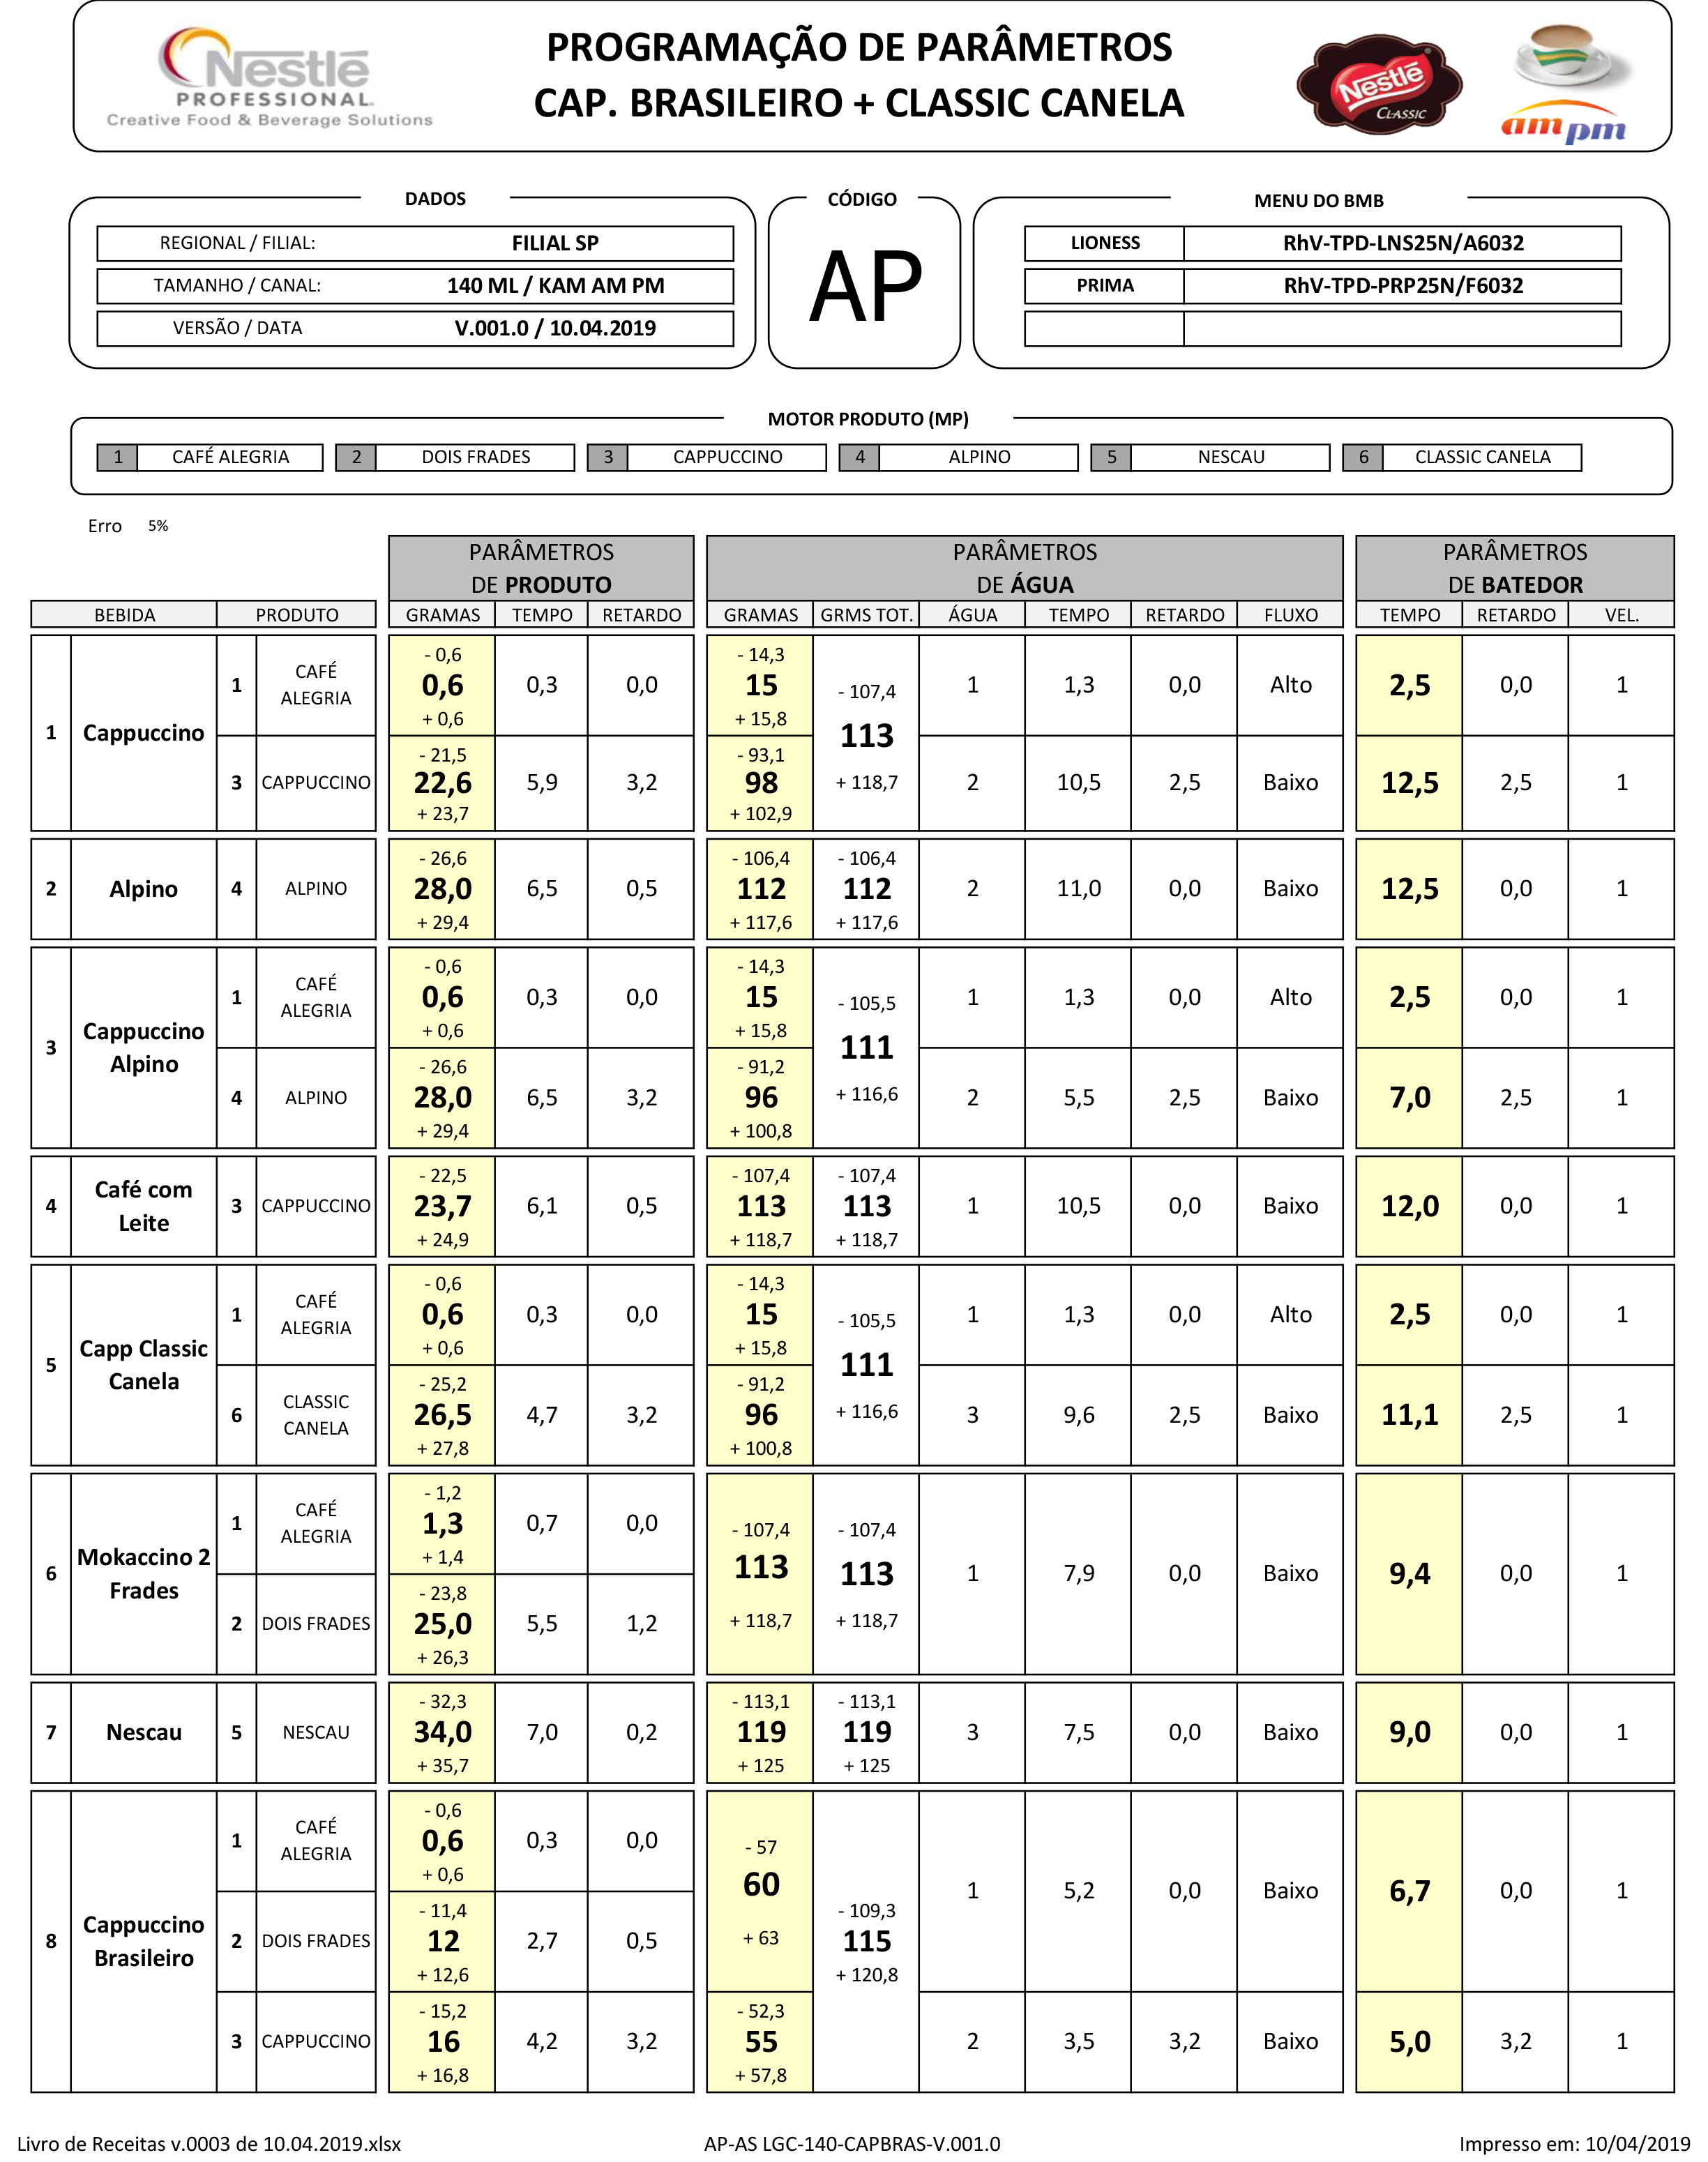 Nestlé
PROFESSIONAL.
Creative Food & Beverage Solutions
PROGRAMAÇÃO DE PARÂMETROS
CAP. BRASILEIRO + CLASSIC CANELA
Nestlé
CLASSIC
am pm
DADOS
REGIONAL / FILIAL: FILIAL SP
TAMANHO / CANAL: 140 ML / KAM AM PM
VERSÃO / DATA V.001.0 / 10.04.2019
CÓDIGO
AP
MENU DO BMB
LIONESS RhV-TPD-LNS25N/A6032
PRIMA RhV-TPD-PRP25N/F6032
MOTOR PRODUTO (MP)
1 CAFÉ ALEGRIA 2 DOIS FRADES 3 CAPPUCCINO 4 ALPINO 5 NESCAU 6 CLASSIC CANELA
Erro 5%
PARÂMETROS
DE PRODUTO
PARÂMETROS
DE ÁGUA
PARÂMETROS
DE BATEDOR
BEBIDA PRODUTO GRAMAS TEMPO RETARDO GRAMAS GRMS TOT. ÁGUA TEMPO RETARDO FLUXO TEMPO RETARDO VEL.
1 Cappuccino
1 CAFÉ
ALEGRIA
- 0,6
0,6
+ 0,6
0,3 0,0
- 14,3
15
+ 15,8
- 107,4
113
+ 118,7
1 1,3 0,0 Alto 2,5 0,0 1
3 CAPPUCCINO
- 21,5
22,6
+ 23,7
5,9 3,2
- 93,1
98
+ 102,9
2 10,5 2,5 Baixo 12,5 2,5 1
2 Alpino 4 ALPINO
- 26,6
28,0
+ 29,4
6,5 0,5
- 106,4
112
+ 117,6
- 106,4
112
+ 117,6
2 11,0 0,0 Baixo 12,5 0,0 1
3 Cappuccino
Alpino
1 CAFÉ
ALEGRIA
- 0,6
0,6
+ 0,6
0,3 0,0
- 14,3
15
+ 15,8
- 105,5
111
+ 116,6
1 1,3 0,0 Alto 2,5 0,0 1
4 ALPINO
- 26,6
28,0
+ 29,4
6,5 3,2
- 91,2
96
+ 100,8
2 5,5 2,5 Baixo 7,0 2,5 1
4 Café com
Leite
3 CAPPUCCINO
- 22,5
23,7
+ 24,9
6,1 0,5
- 107,4
113
+ 118,7
- 107,4
113
+ 118,7
1 10,5 0,0 Baixo 12,0 0,0 1
5 Capp Classic
Canela
1 CAFÉ
ALEGRIA
- 0,6
0,6
+ 0,6
0,3 0,0
- 14,3
15
+ 15,8
- 105,5
111
+ 116,6
1 1,3 0,0 Alto 2,5 0,0 1
6 CLASSIC
CANELA
- 25,2
26,5
+ 27,8
4,7 3,2
- 91,2
96
+ 100,8
3 9,6 2,5 Baixo 11,1 2,5 1
6 Mokaccino 2
Frades
1 CAFÉ
ALEGRIA
- 1,2
1,3
+ 1,4
0,7 0,0
- 107,4
113
+ 118,7
- 107,4
113
+ 118,7
1 7,9 0,0 Baixo 9,4 0,0 1
2 DOIS FRADES
- 23,8
25,0
+ 26,3
5,5 1,2
7 Nescau 5 NESCAU
- 32,3
34,0
+ 35,7
7,0 0,2
- 113,1
119
+ 125
- 113,1
119
+ 125
3 7,5 0,0 Baixo 9,0 0,0 1
8 Cappuccino
Brasileiro
1 CAFÉ
ALEGRIA
- 0,6
0,6
+ 0,6
0,3 0,0
- 57
60
+ 63
- 109,3
115
+ 120,8
1 5,2 0,0 Baixo 6,7 0,0 1
2 DOIS FRADES
- 11,4
12
+ 12,6
2,7 0,5
3 CAPPUCCINO
- 15,2
16
+ 16,8
4,2 3,2
- 52,3
55
+ 57,8
2 3,5 3,2 Baixo 5,0 3,2 1
Livro de Receitas v.0003 de 10.04.2019.xlsx AP-AS LGC-140-CAPBRAS-V.001.0 Impresso em: 10/04/2019